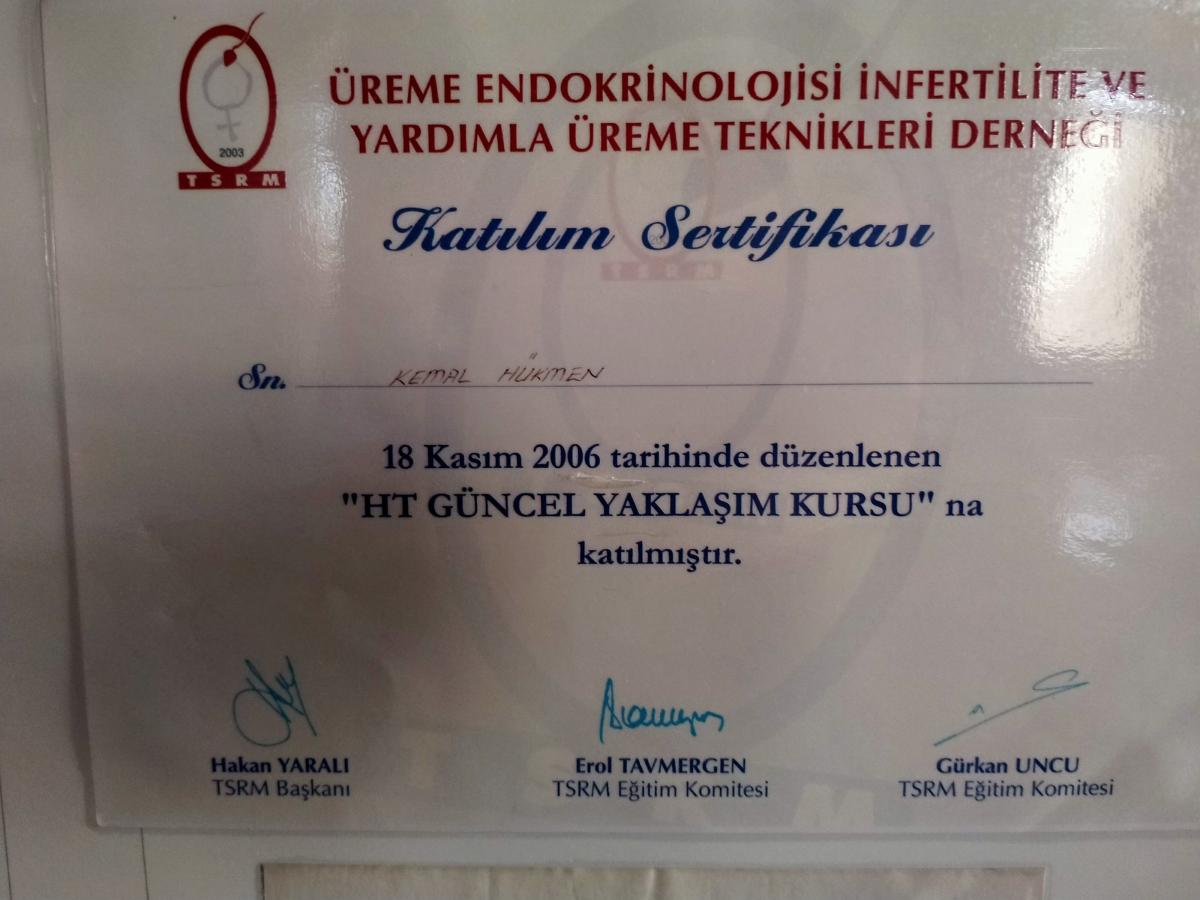 2003
TSRM
ÜREME ENDOKRİNOLOJİSİ İNFERTİLİTE VE
YARDIMLA ÜREME TEKNİKLERİ DERNEĞİ
Katılım Sertifikası
TSRM
Sn. KEMAL HÜKMEN
18 Kasım 2006 tarihinde düzenlenen
"HT GÜNCEL YAKLAŞIM KURSU" na
katılmıştır.
Hakan YARALI Erol TAVMERGEN Gürkan UNCU
TSRM Başkanı TSRM Eğitim Komitesi TSRM Eğitim Komitesi